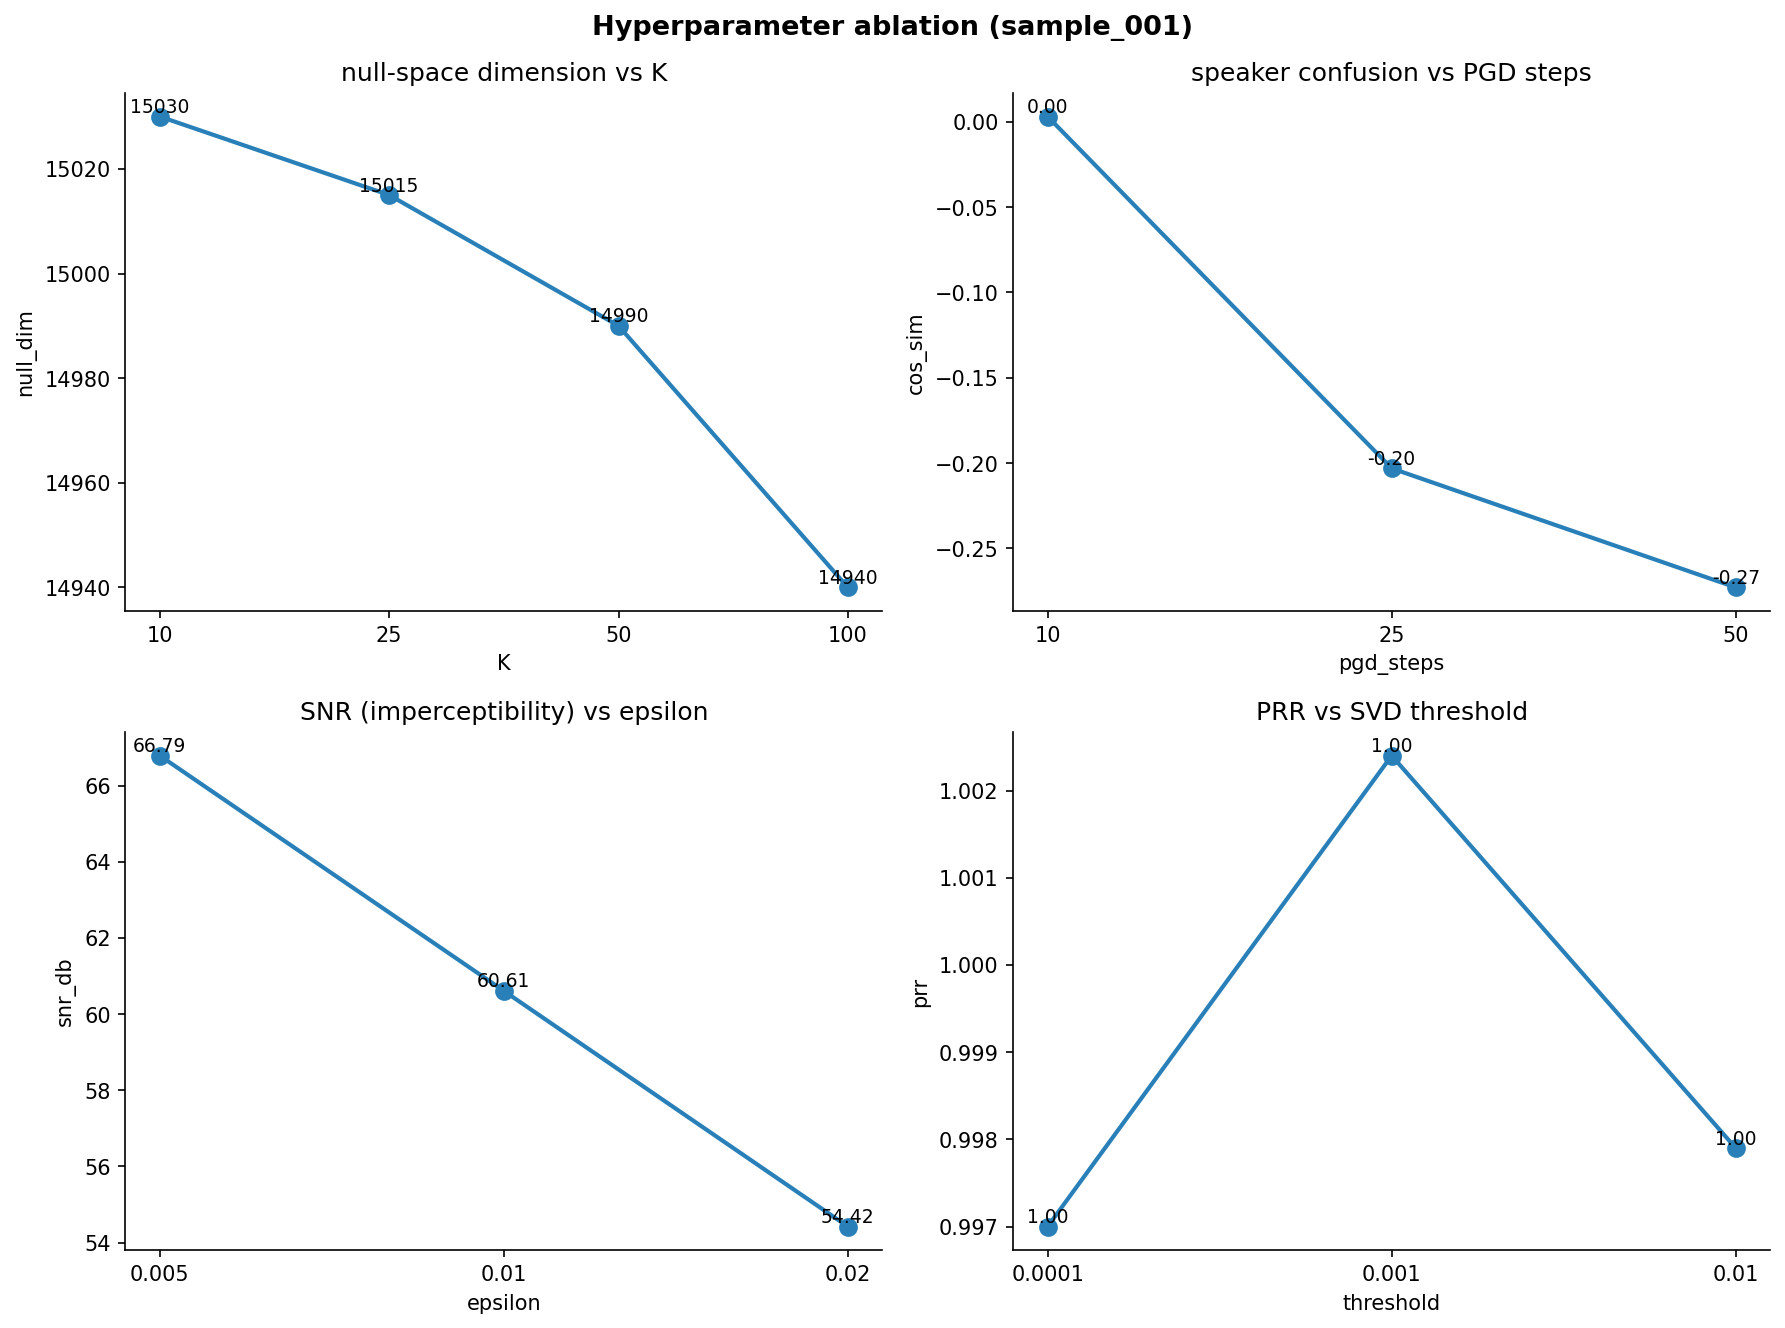 Hyperparameter ablation (sample_001)
null-space dimension vs K
15030
15015
14990
14940
15020
15000
14980
14960
14940
null_dim
10 25 50 100
K
speaker confusion vs PGD steps
0.00
-0.20
-0.27
0.00
−0.05
−0.10
−0.15
−0.20
−0.25
cos_sim
10 25 50
pgd_steps
SNR (imperceptibility) vs epsilon
66.79
60.61
54.42
66
64
62
60
58
56
54
snr_db
0.005 0.01 0.02
epsilon
PRR vs SVD threshold
1.00
1.00
1.00
1.002
1.001
1.000
0.999
0.998
0.997
prr
0.0001 0.001 0.01
threshold